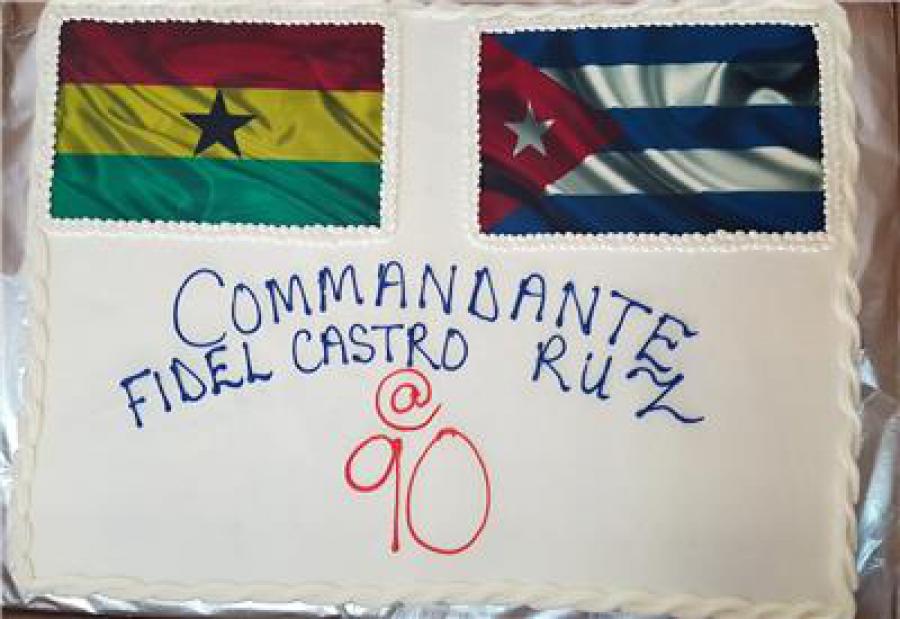 COMMANDANTE
FIDEL CASTRO RUZ
@
90